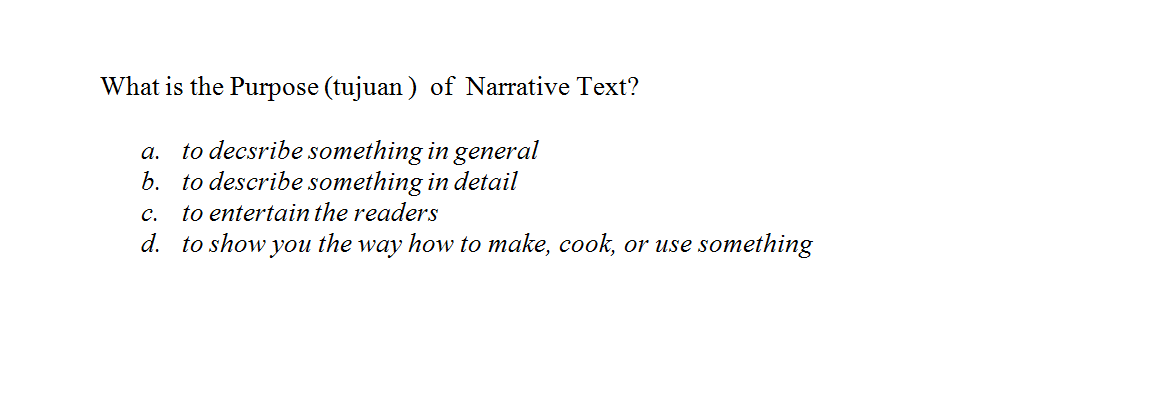 What is the Purpose (tujuan ) of Narrative Text?
a. to decsribe something in general
b. to describe something in detail
c. to entertain the readers
d. to show you the way how to make, cook, or use something